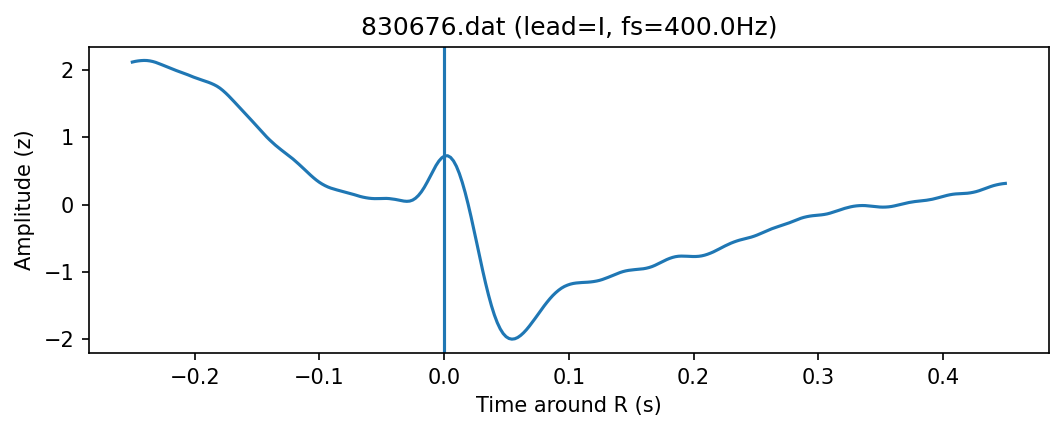 830676.dat (lead=I, fs=400.0Hz)
Amplitude (z)
2
1
0
−1
−2
−0.2 −0.1 0.0 0.1 0.2 0.3 0.4
Time around R (s)